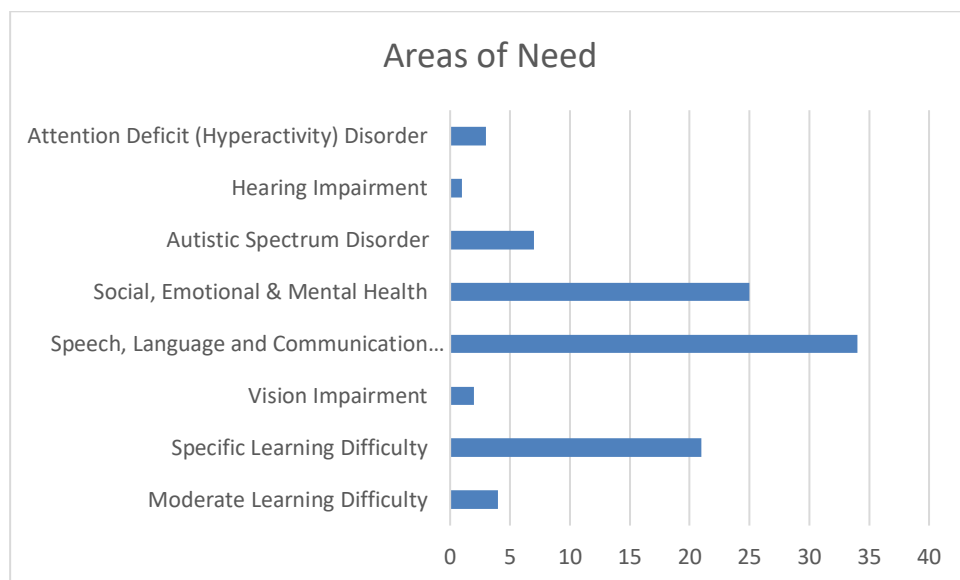 Areas of Need
Attention Deficit (Hyperactivity) Disorder
Hearing Impairment
Autistic Spectrum Disorder
Social, Emotional & Mental Health
Speech, Language and Communication...
Vision Impairment
Specific Learning Difficulty
Moderate Learning Difficulty
0 5 10 15 20 25 30 35 40